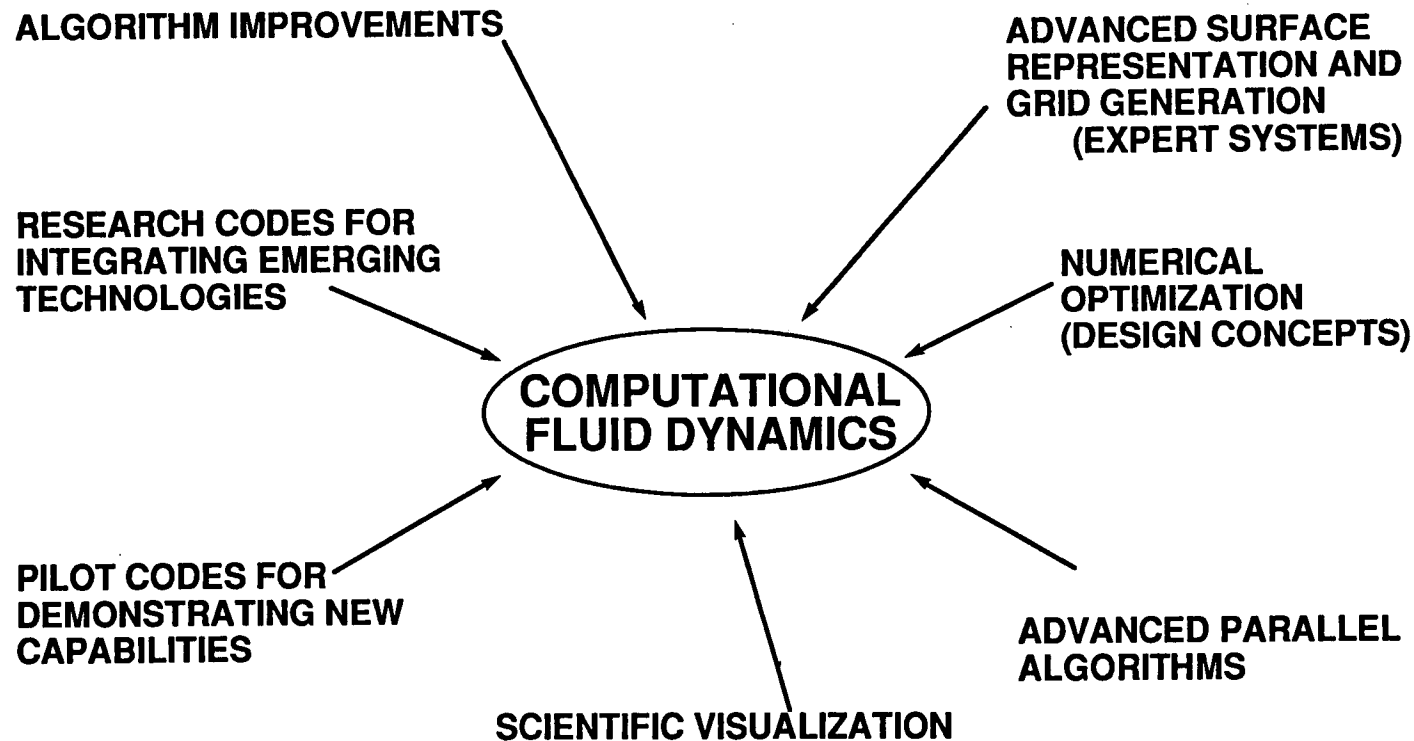 ALGORITHM IMPROVEMENTS
ADVANCED SURFACE
REPRESENTATION AND
GRID GENERATION
(EXPERT SYSTEMS)
RESEARCH CODES FOR
INTEGRATING EMERGING
TECHNOLOGIES
NUMERICAL
OPTIMIZATION
(DESIGN CONCEPTS)
COMPUTATIONAL
FLUID DYNAMICS
PILOT CODES FOR
DEMONSTRATING NEW
CAPABILITIES
ADVANCED PARALLEL
ALGORITHMS
SCIENTIFIC VISUALIZATION